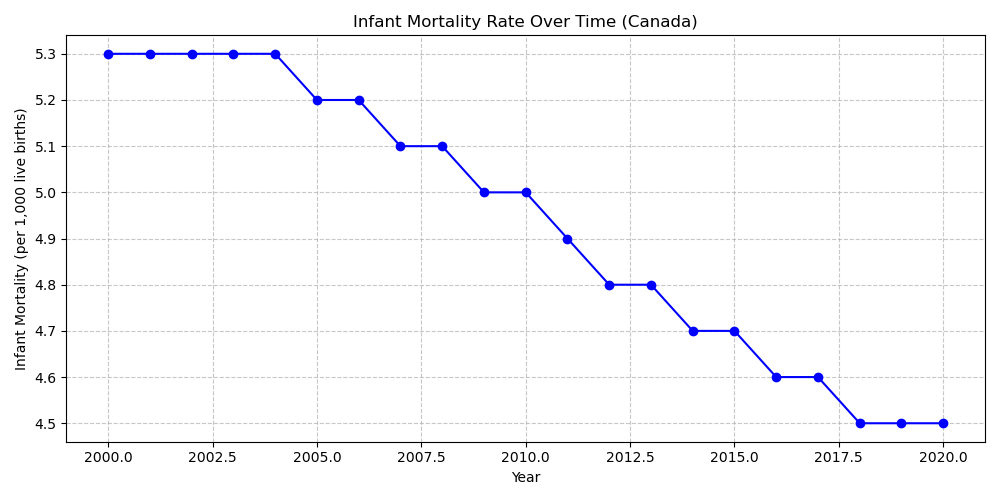 Infant Mortality Rate Over Time (Canada)
Infant Mortality (per 1,000 live births)
5.3
5.2
5.1
5.0
4.9
4.8
4.7
4.6
4.5
2000.0 2002.5 2005.0 2007.5 2010.0 2012.5 2015.0 2017.5 2020.0
Year